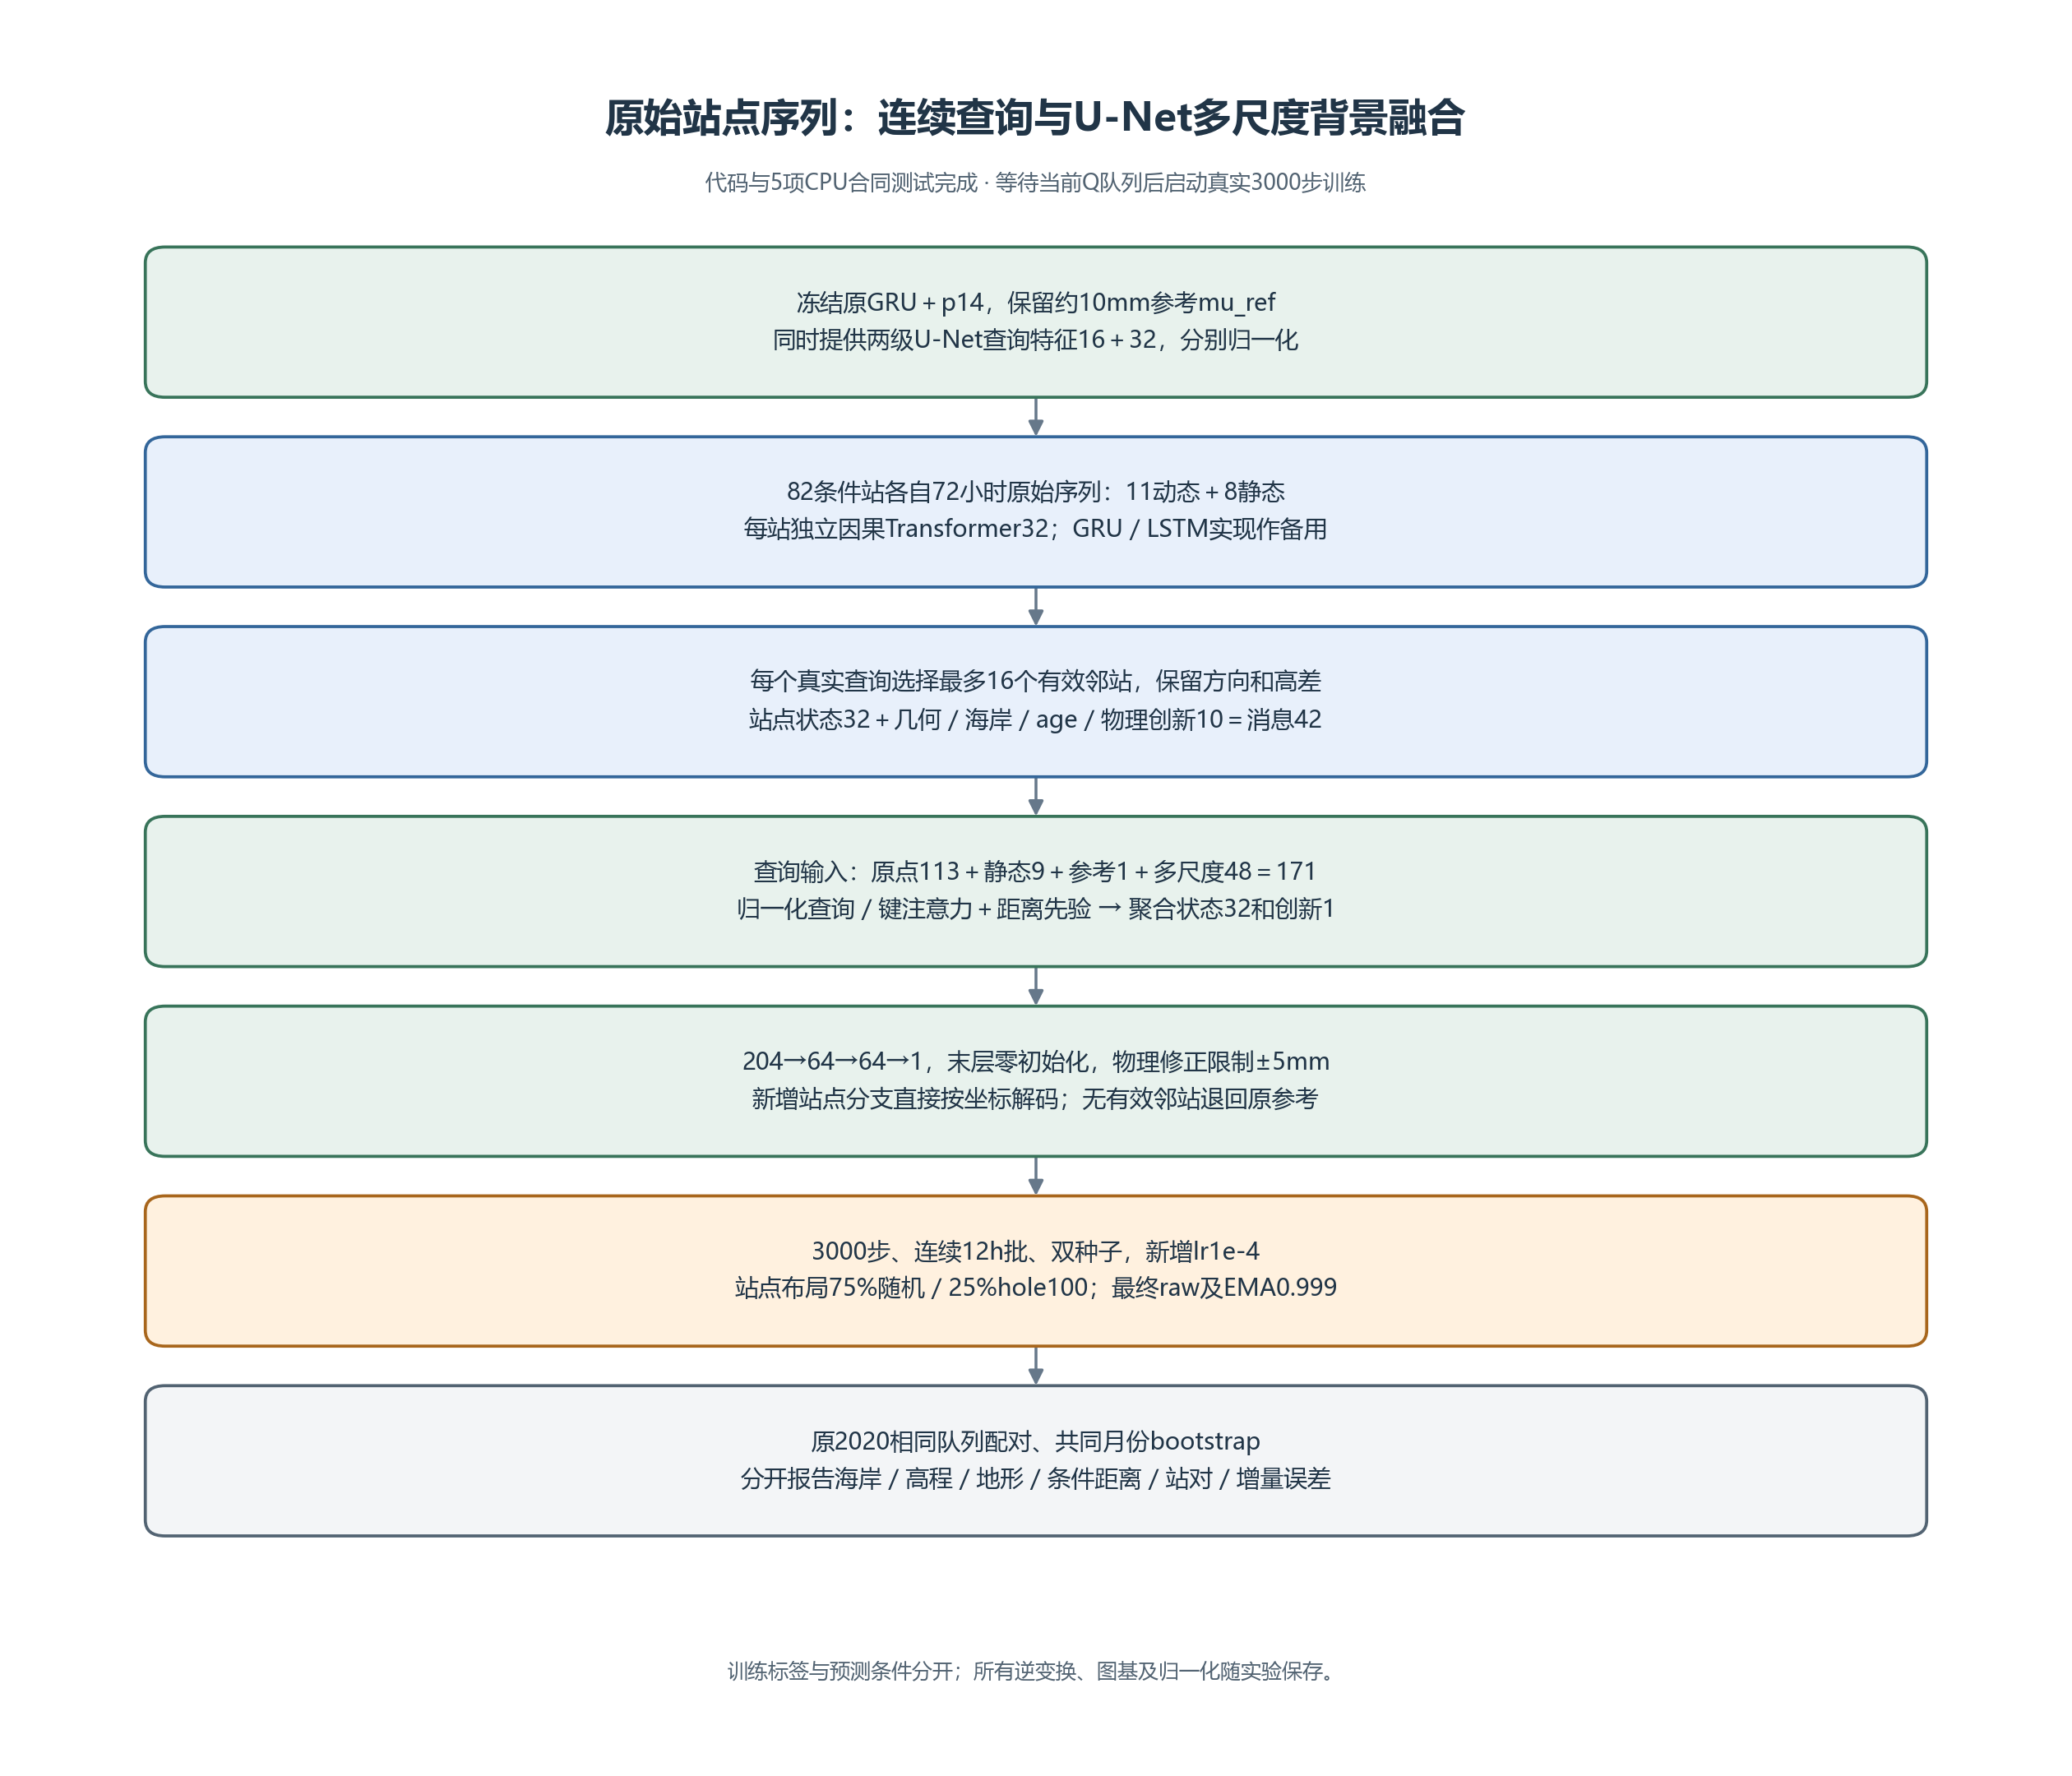 原始站点序列：连续查询与U-Net多尺度背景融合
代码与5项CPU合同测试完成 · 等待当前Q队列后启动真实3000步训练
冻结原GRU＋p14，保留约10mm参考mu_ref
同时提供两级U-Net查询特征16＋32，分别归一化
82条件站各自72小时原始序列：11动态＋8静态
每站独立因果Transformer32；GRU / LSTM实现作备用
每个真实查询选择最多16个有效邻站，保留方向和高差
站点状态32＋几何 / 海岸 / age / 物理创新10＝消息42
查询输入：原点113＋静态9＋参考1＋多尺度48＝171
归一化查询 / 键注意力＋距离先验 → 聚合状态32和创新1
204→64→64→1，末层零初始化，物理修正限制±5mm
新增站点分支直接按坐标解码；无有效邻站退回原参考
3000步、连续12h批、双种子，新增lr1e-4
站点布局75%随机 / 25%hole100；最终raw及EMA0.999
原2020相同队列配对、共同月份bootstrap
分开报告海岸 / 高程 / 地形 / 条件距离 / 站对 / 增量误差
训练标签与预测条件分开；所有逆变换、图基及归一化随实验保存。